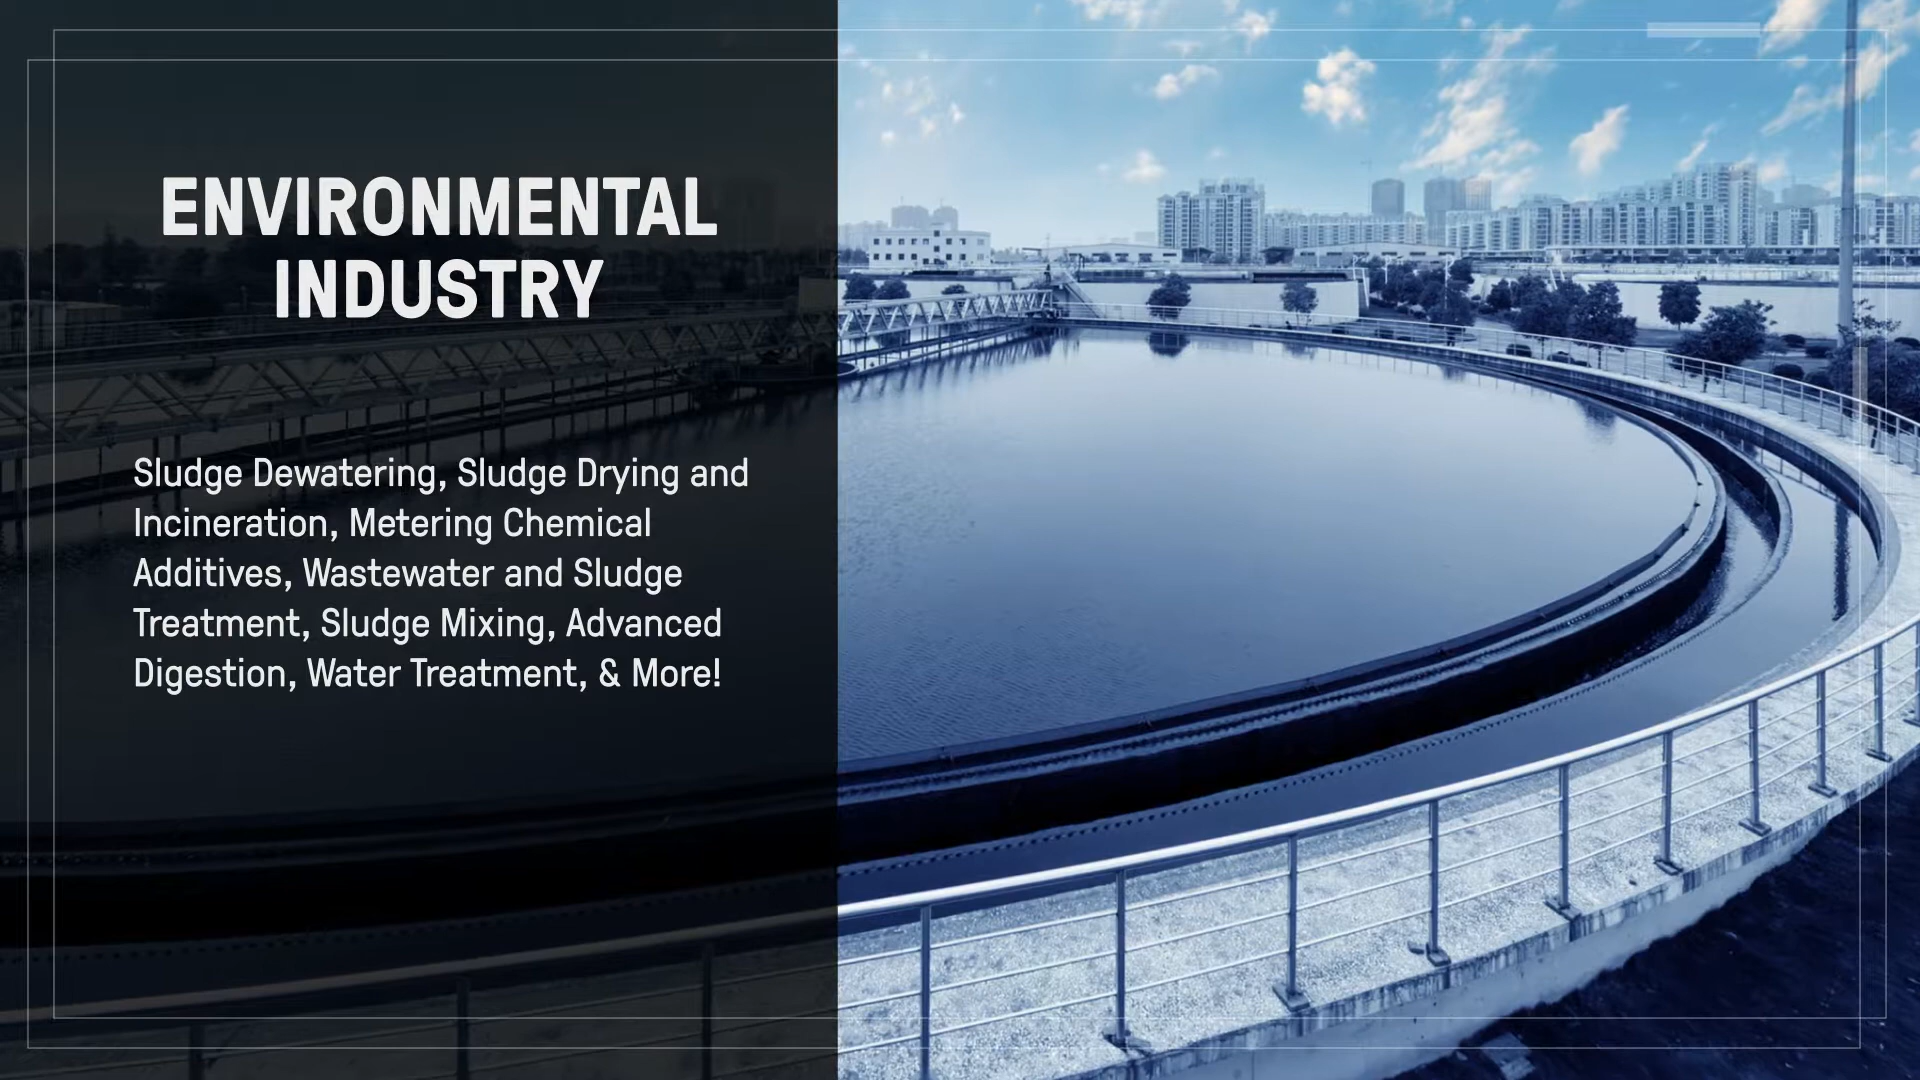 ENVIRONMENTAL
INDUSTRY
Sludge Dewatering, Sludge Drying and
Incineration, Metering Chemical
Additives, Wastewater and Sludge
Treatment, Sludge Mixing, Advanced
Digestion, Water Treatment, & More!